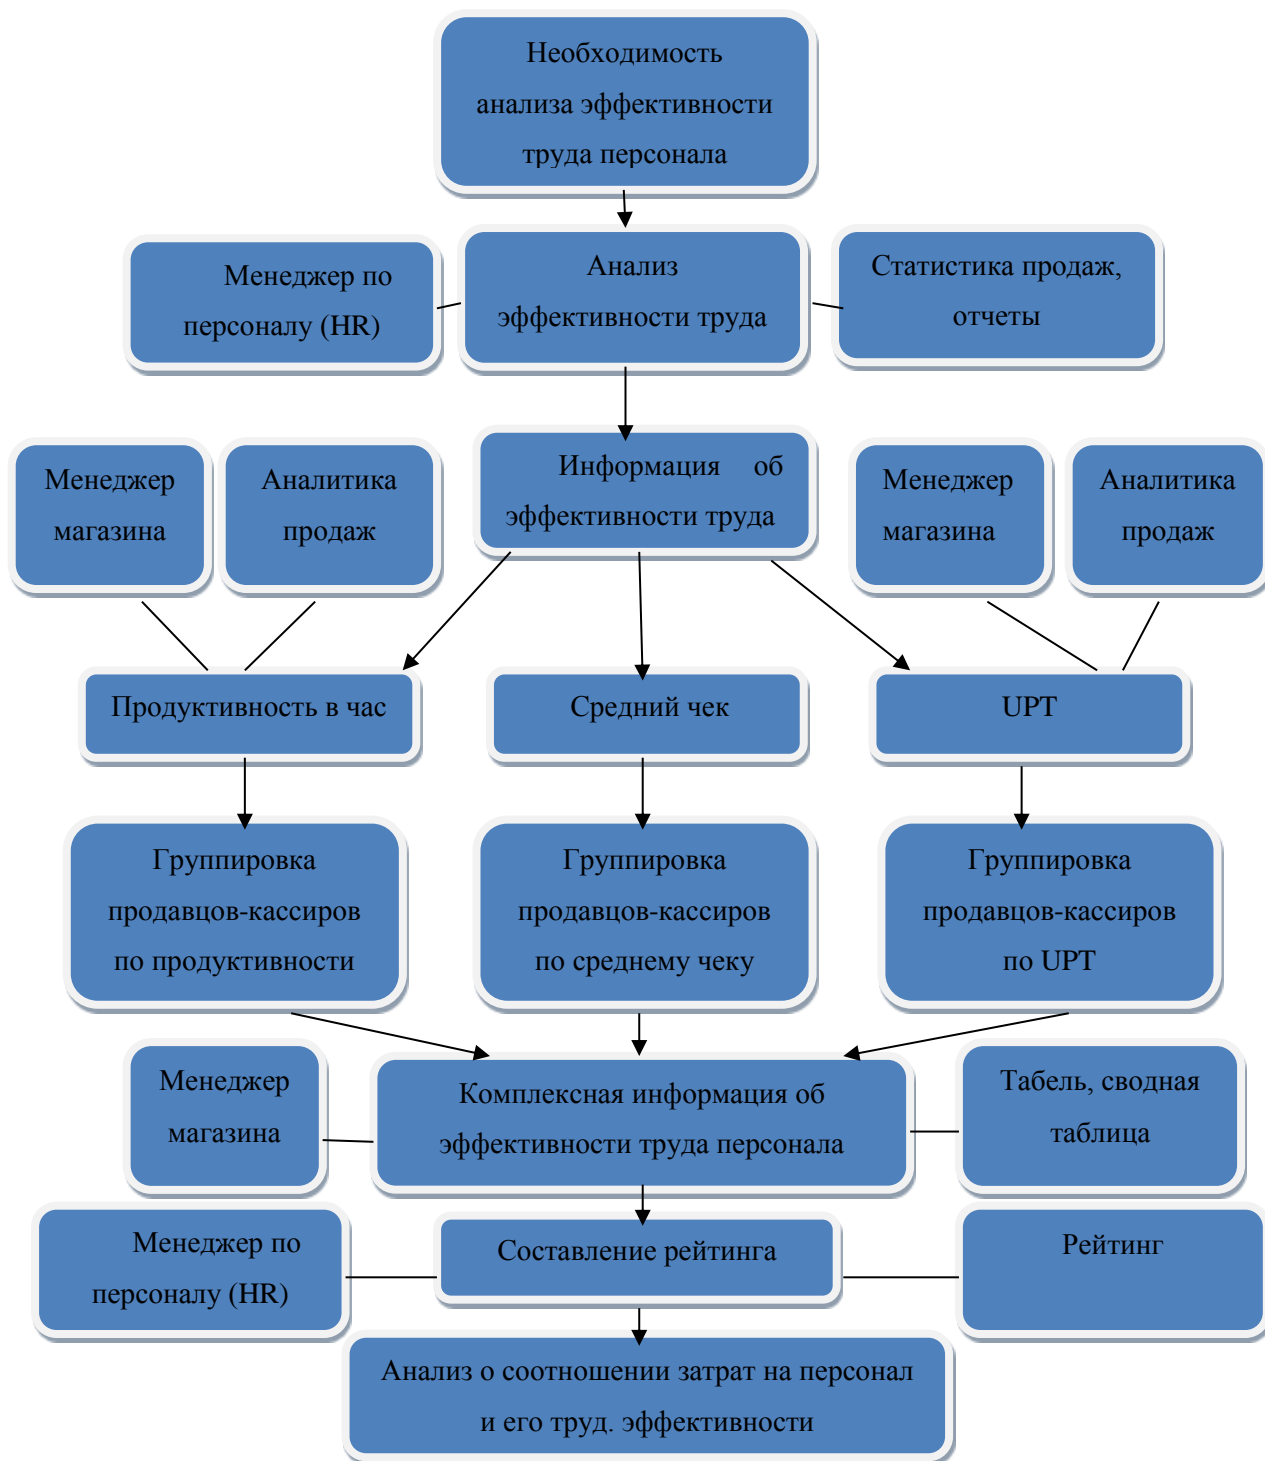 Необходимость
анализа эффективности
труда персонала
Менеджер по
персоналу (HR)
Анализ
эффективности труда
Статистика продаж,
отчеты
Менеджер
магазина
Аналитика
продаж
Информация об
эффективности труда
Менеджер
магазина
Аналитика
продаж
Продуктивность в час
Средний чек
UPT
Группировка
продавцов-кассиров
по продуктивности
Группировка
продавцов-кассиров
по среднему чеку
Группировка
продавцов-кассиров
по UPT
Менеджер
магазина
Комплексная информация об
эффективности труда персонала
Табель, сводная
таблица
Менеджер по
персоналу (HR)
Составление рейтинга
Рейтинг
Анализ о соотношении затрат на персонал
и его труд. эффективности